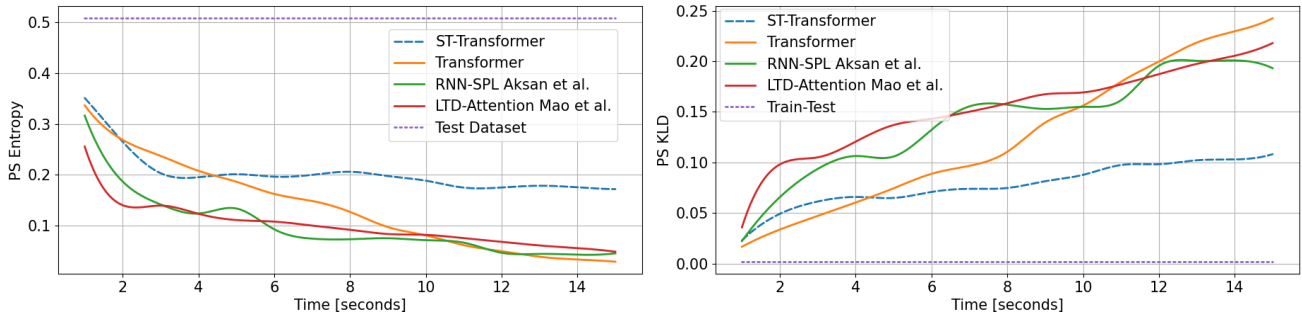 PS Entropy
0.5
0.4
0.3
0.2
0.1
2 4 6 8 10 12 14
Time [seconds]
ST-Transformer
Transformer
RNN-SPL Aksan et al.
LTD-Attention Mao et al.
Test Dataset
PS KLD
0.25
0.20
0.15
0.10
0.05
0.00
2 4 6 8 10 12 14
Time [seconds]
ST-Transformer
Transformer
RNN-SPL Aksan et al.
LTD-Attention Mao et al.
Train-Test